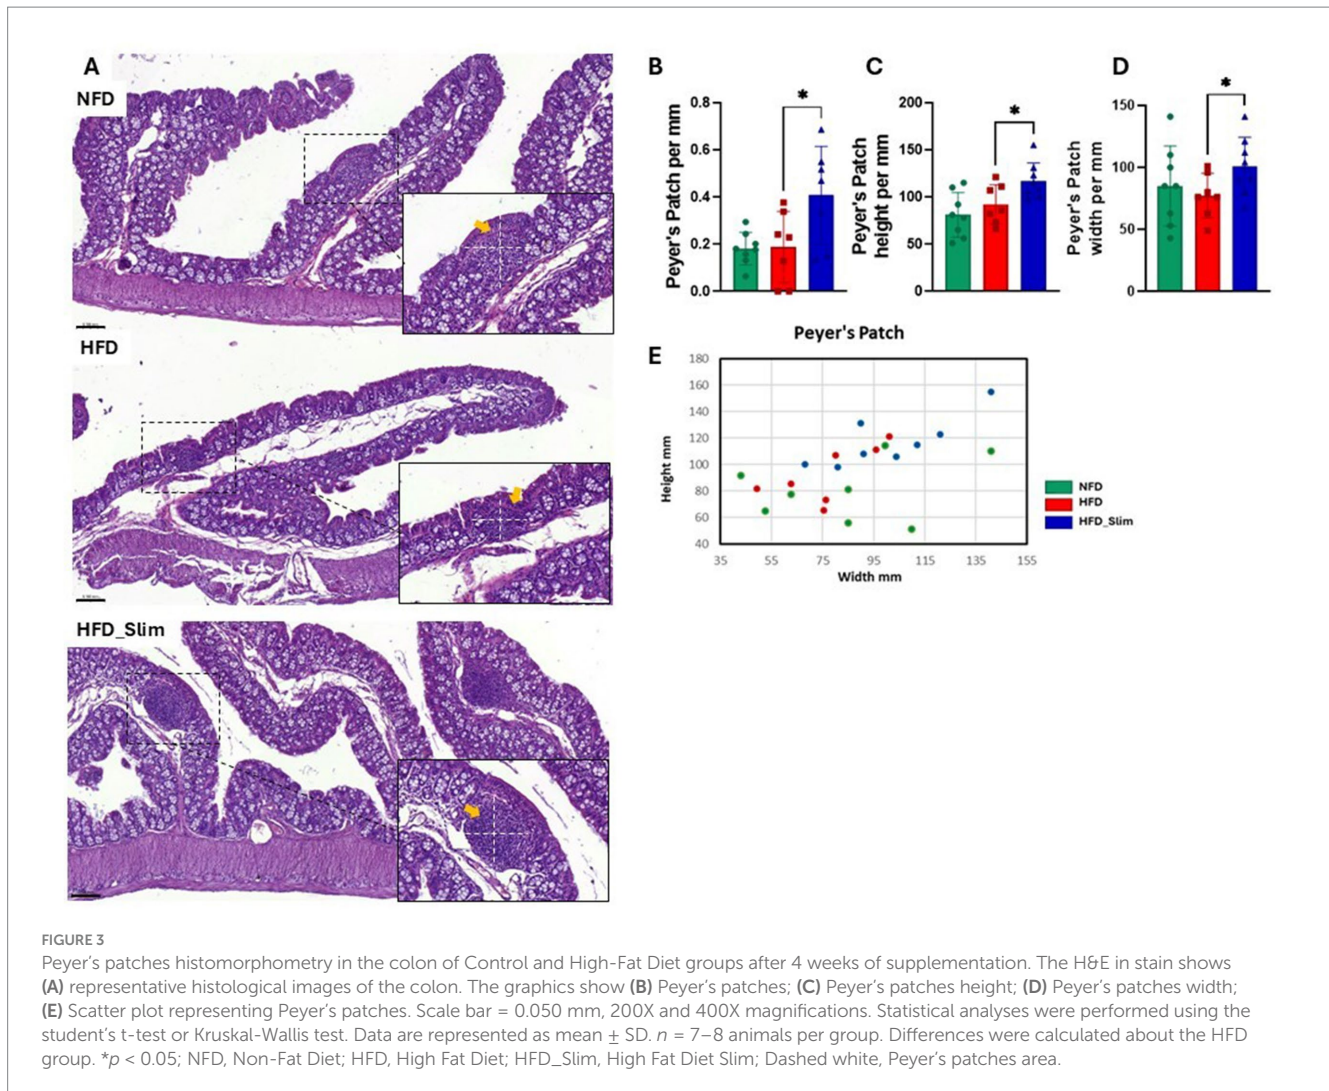 A
NFD
HFD
HFD_Slim
B
Peyer's Patch per mm
0.8
0.6
0.4
0.2
0.0
*
C
Peyer's Patch
height per mm
200
150
100
50
0
*
D
Peyer's Patch
width per mm
150
100
50
0
*
E
Peyer's Patch
Height mm
180
160
140
120
100
80
60
40
35 55 75 95 115 135 155
Width mm
NFD
HFD
HFD_Slim
FIGURE 3
Peyer's patches histomorphometry in the colon of Control and High-Fat Diet groups after 4 weeks of supplementation. The H&E in stain shows
(A) representative histological images of the colon. The graphics show (B) Peyer's patches; (C) Peyer's patches height; (D) Peyer's patches width;
(E) Scatter plot representing Peyer's patches. Scale bar = 0.050 mm, 200X and 400X magnifications. Statistical analyses were performed using the
student's t-test or Kruskal-Wallis test. Data are represented as mean ± SD. n = 7–8 animals per group. Differences were calculated about the HFD
group. *p < 0.05; NFD, Non-Fat Diet; HFD, High Fat Diet; HFD_Slim, High Fat Diet Slim; Dashed white, Peyer's patches area.